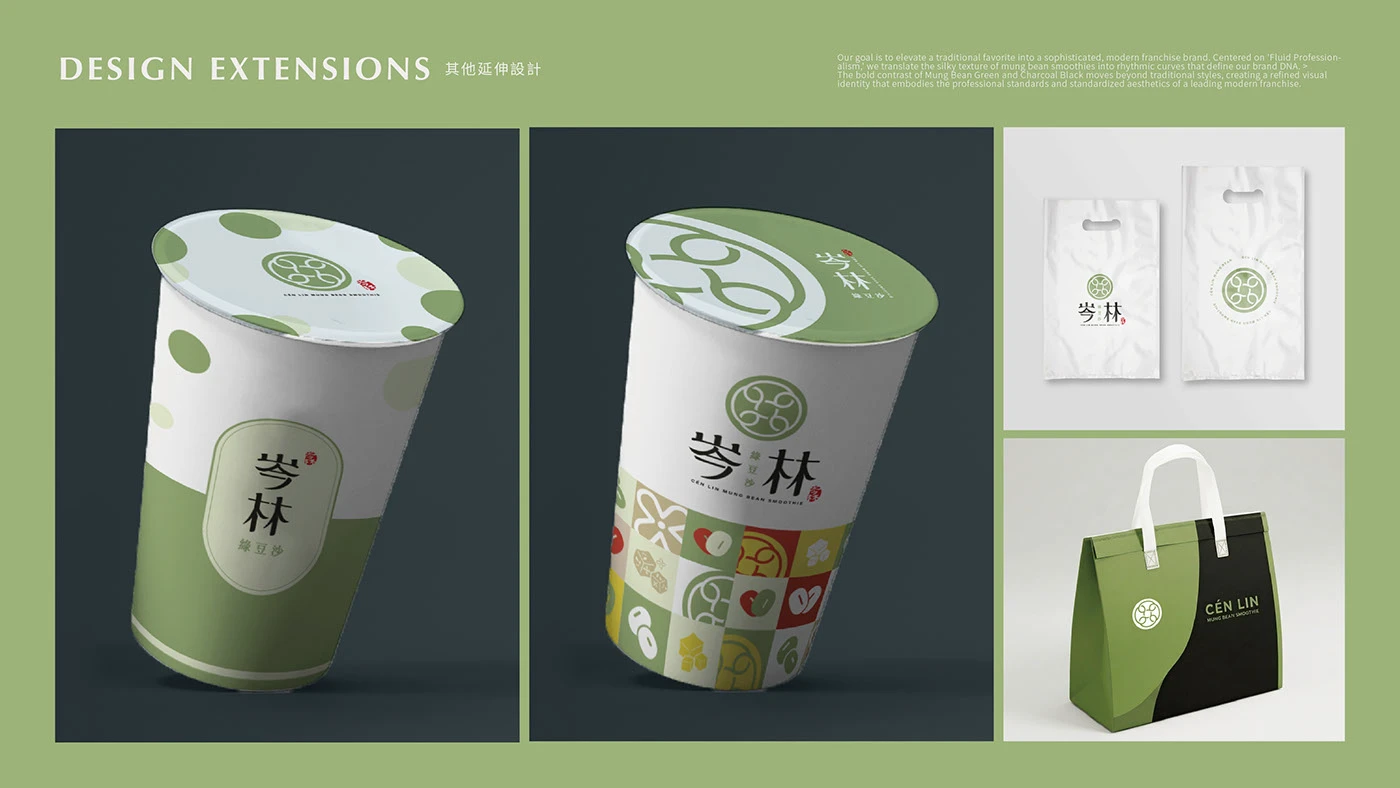 DESIGN EXTENSIONS 其他延伸設計
Our goal is to elevate a traditional favorite into a sophisticated, modern franchise brand. Centered on 'Fluid Profession-
alism,' we translate the silky texture of mung bean smoothies into rhythmic curves that define our brand DNA. >
The bold contrast of Mung Bean Green and Charcoal Black moves beyond traditional styles, creating a refined visual
identity that embodies the professional standards and standardized aesthetics of a leading modern franchise.
CÉN LIN MUNG BEAN SMOOTHIE
岑林
綠豆沙
岑林
綠豆沙
岑林
綠豆沙
CÉN LIN MUNG BEAN SMOOTHIE
岑林
CÉN LIN
MUNG BEAN SMOOTHIE